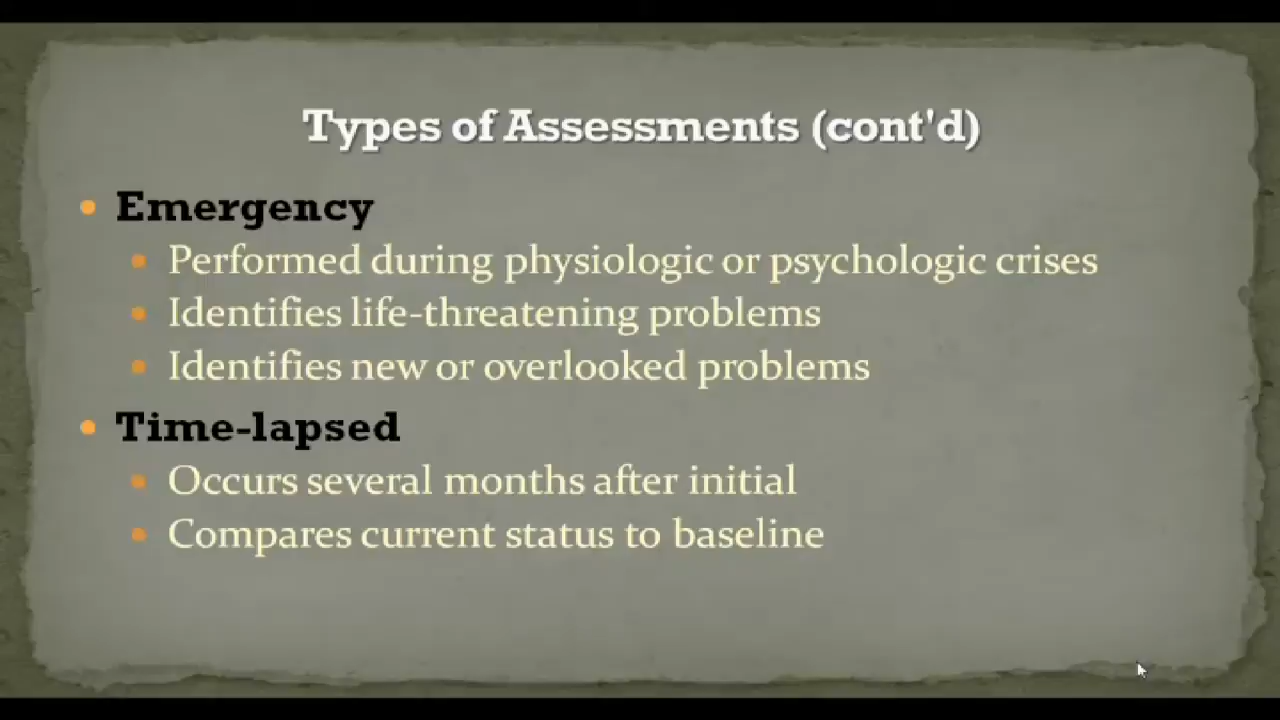 Types of Assessments (cont'd)
Emergency
Performed during physiologic or psychologic crises
Identifies life-threatening problems
Identifies new or overlooked problems
Time-lapsed
Occurs several months after initial
Compares current status to baseline